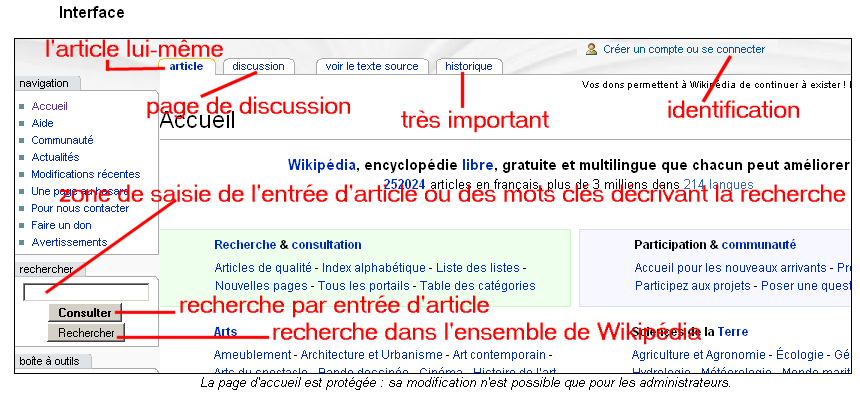 Interface
l'article lui-même
Créer un compte ou se connecter
article
discussion
voir le texte source
historique
navigation
Vos dons permettent à Wikipédia de continuer à exister !
page de discussion
très important
identification
Accueil
Accueil
Aide
Communauté
Actualités
Modifications récentes
Une page au hasard
Pour nous contacter
Faire un don
Avertissements
Wikipédia, encyclopédie libre, gratuite et multilingue que chacun peut améliorer
252024 articles en français, plus de 3 milliens dans 214 langues
zone de saisie de l'entrée d'article ou des mots clés décrivant la recherche
Recherche & consultation
Articles de qualité - Index alphabétique - Liste des listes -
Nouvelles pages - Tous les portails - Table des catégories
Participation & communauté
Accueil pour les nouveaux arrivants - Pr
Participez aux projets - Poser une quest
rechercher
Consulter
Rechercher
recherche par entrée d'article
recherche dans l'ensemble de Wikipédia
boîte à outils
Arts
Ameublement - Architecture et Urbanisme - Art contemporain -
Arts du spectacle - Bande dessinée - Cinéma - Histoire de l'art
Sciences de la Terre
Agriculture et Agronomie - Écologie - Gé
Hydrologie - Météorologie - Monde marit
La page d'accueil est protégée : sa modification n'est possible que pour les administrateurs.